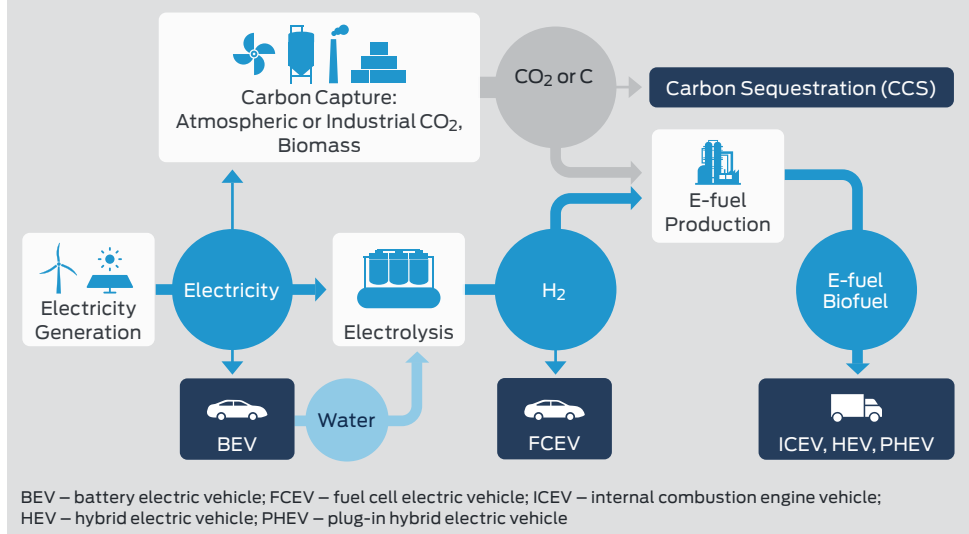 Carbon Capture:
Atmospheric or Industrial CO₂,
Biomass
CO₂ or C
Carbon Sequestration (CCS)
E-fuel
Production
Electricity
Generation
Electricity
Electrolysis
H₂
E-fuel
Biofuel
BEV
Water
FCEV
ICEV, HEV, PHEV
BEV – battery electric vehicle; FCEV – fuel cell electric vehicle; ICEV – internal combustion engine vehicle;
HEV – hybrid electric vehicle; PHEV – plug-in hybrid electric vehicle